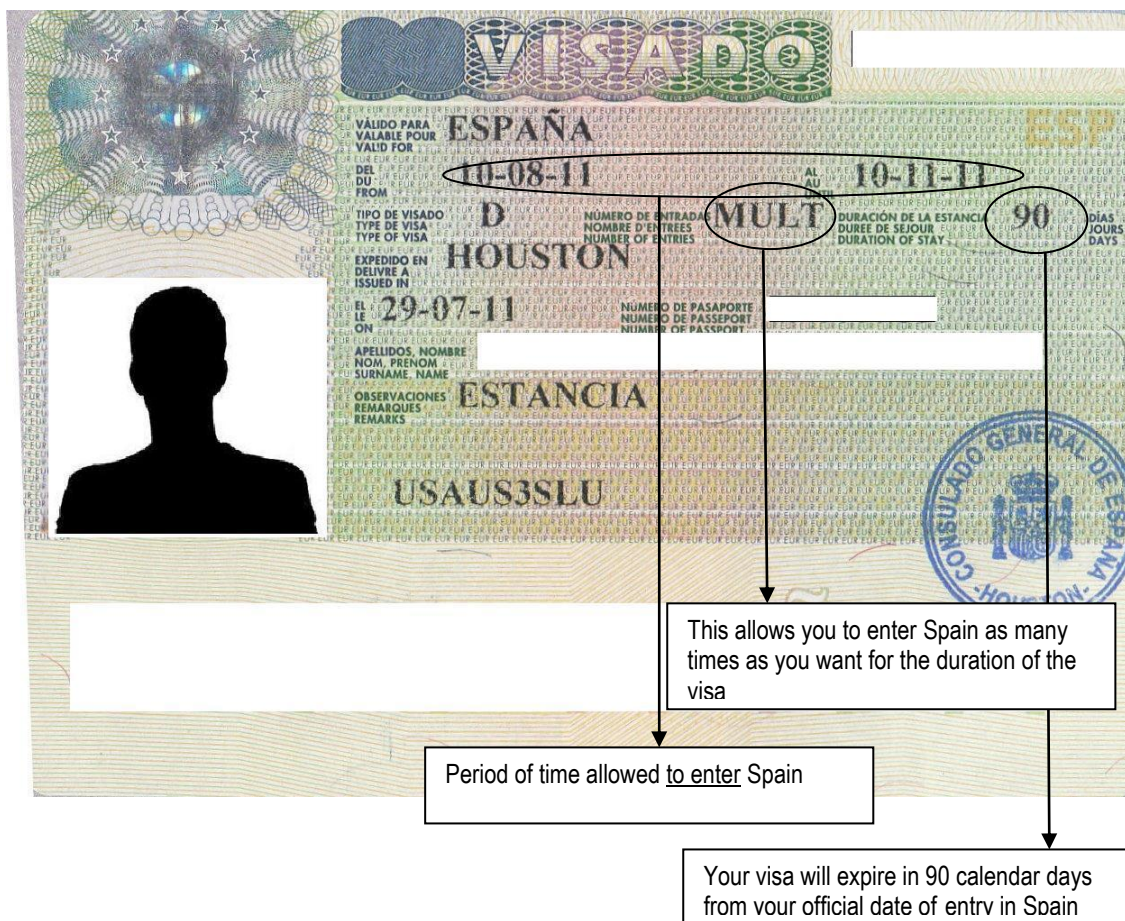 VISADO
VÁLIDO PARA
VALABLE POUR
VALID FOR
ESPAÑA
ESP
DEL
DU
FROM
10-08-11
AL
AU
10-11-11
TIPO DE VISADO
TYPE DE VISA
TYPE OF VISA
D
NÚMERO DE ENTRADAS
NOMBRE D'ENTREES
NUMBER OF ENTRIES
MULT
DURACIÓN DE LA ESTANCIA
DUREE DE SEJOUR
DURATION OF STAY
90
DÍAS
JOURS
DAYS
EXPEDIDO EN
DELIVRE A
ISSUED IN
HOUSTON
EL
LE
ON
29-07-11
NÚMERO DE PASAPORTE
NUMERO DE PASSEPORT
NUMBER OF PASSPORT
APELLIDOS, NOMBRE
NOM, PRENOM
SURNAME, NAME
OBSERVACIONES
REMARQUES
REMARKS
ESTANCIA
USAUS3SLU
CONSULADO GENERAL DE ESPAÑA
-HOUSTON-
This allows you to enter Spain as many
times as you want for the duration of the
visa
Period of time allowed to enter Spain
Your visa will expire in 90 calendar days
from your official date of entry in Spain